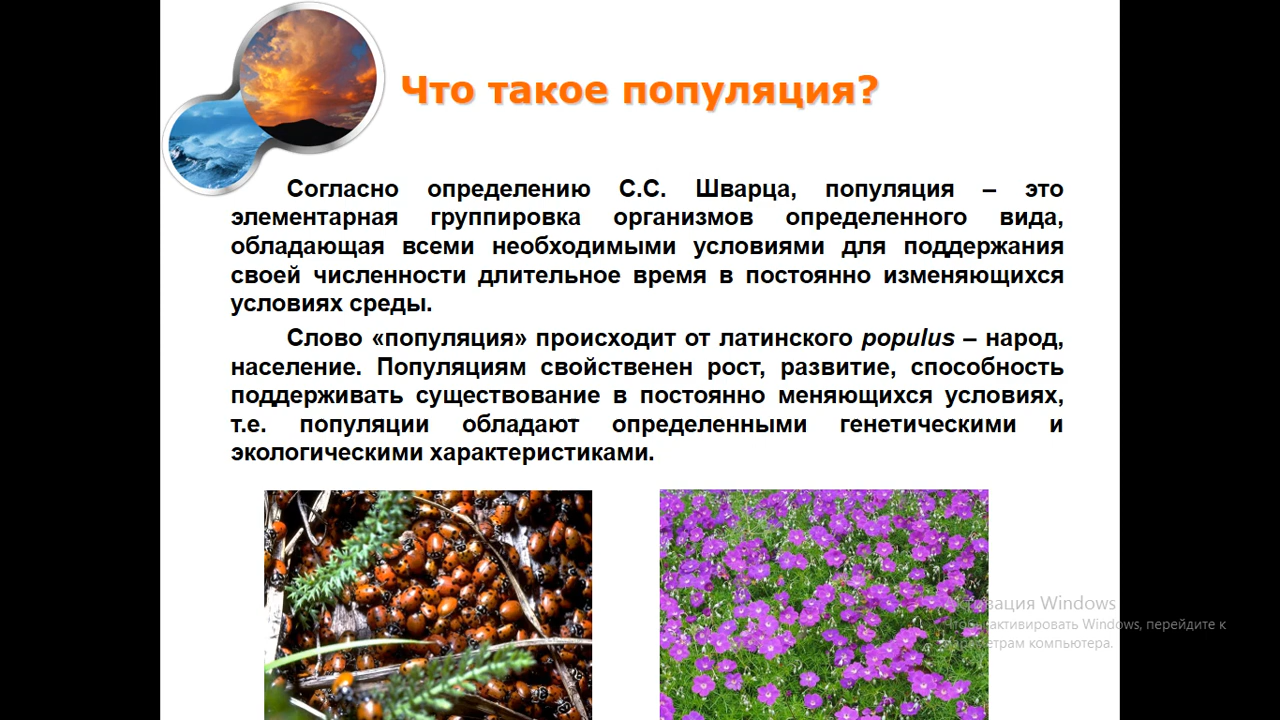 Что такое популяция?
Согласно определению С.С. Шварца, популяция – это
элементарная группировка организмов определенного вида,
обладающая всеми необходимыми условиями для поддержания
своей численности длительное время в постоянно изменяющихся
условиях среды.
Слово «популяция» происходит от латинского populus – народ,
население. Популяциям свойственен рост, развитие, способность
поддерживать существование в постоянно меняющихся условиях,
т.е. популяции обладают определенными генетическими и
экологическими характеристиками.
Активация Windows
Чтобы активировать Windows, перейдите к
параметрам компьютера.